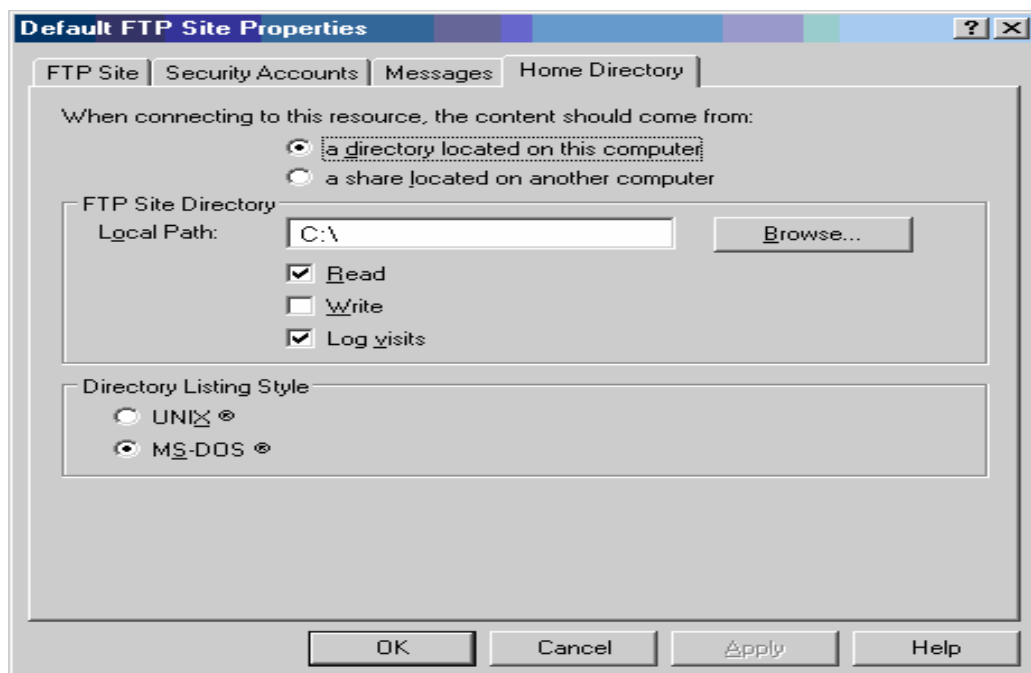 Default FTP Site Properties
FTP Site Security Accounts Messages Home Directory
When connecting to this resource, the content should come from:
a directory located on this computer
a share located on another computer
FTP Site Directory
Local Path: C:\ Browse...
Read
Write
Log visits
Directory Listing Style
UNIX ®
MS-DOS ®
OK Cancel Apply Help